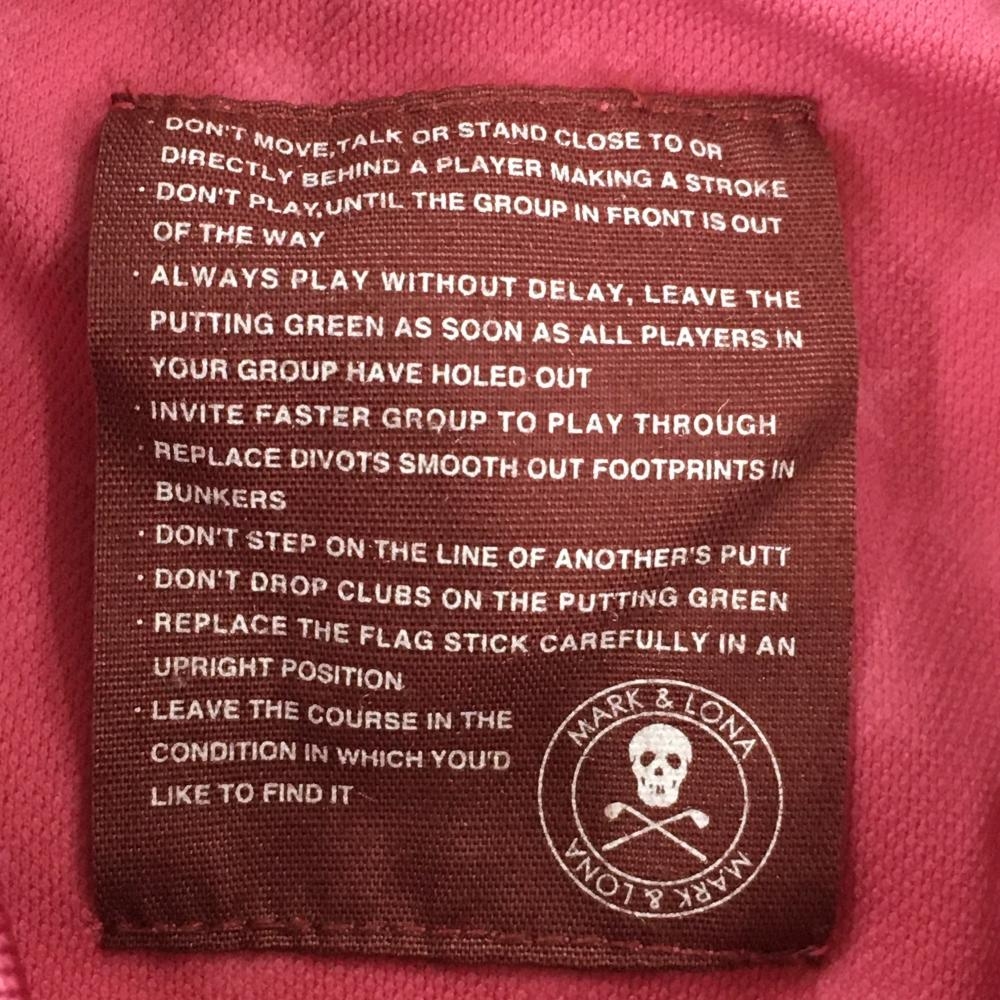 · DON'T MOVE,TALK OR STAND CLOSE TO OR
DIRECTLY BEHIND A PLAYER MAKING A STROKE
· DON'T PLAY,UNTIL THE GROUP IN FRONT IS OUT
OF THE WAY
· ALWAYS PLAY WITHOUT DELAY, LEAVE THE
PUTTING GREEN AS SOON AS ALL PLAYERS IN
YOUR GROUP HAVE HOLED OUT
· INVITE FASTER GROUP TO PLAY THROUGH
· REPLACE DIVOTS SMOOTH OUT FOOTPRINTS IN
BUNKERS
· DON'T STEP ON THE LINE OF ANOTHER'S PUTT
· DON'T DROP CLUBS ON THE PUTTING GREEN
· REPLACE THE FLAG STICK CAREFULLY IN AN
UPRIGHT POSITION
· LEAVE THE COURSE IN THE
CONDITION IN WHICH YOU'D
LIKE TO FIND IT
MARK & LONA
MARK & LONA